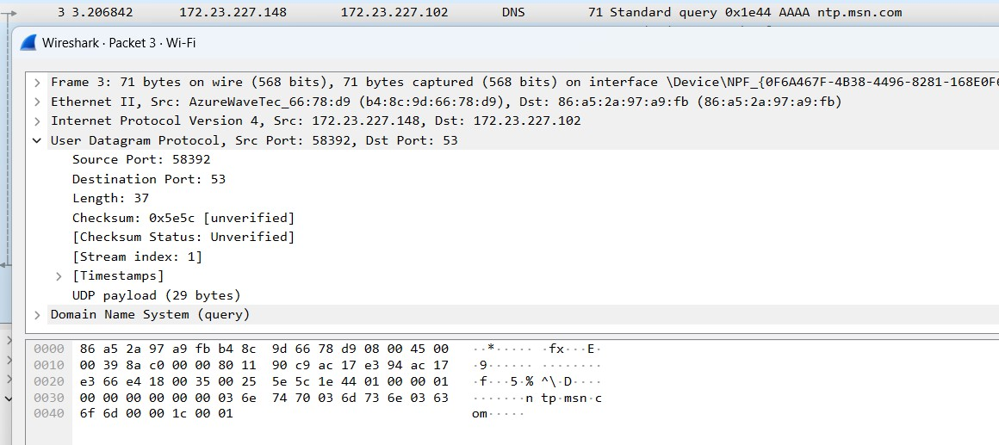 3 3.206842 172.23.227.148 172.23.227.102 DNS 71 Standard query 0x1e44 AAAA ntp.msn.com
Wireshark · Packet 3 · Wi-Fi
Frame 3: 71 bytes on wire (568 bits), 71 bytes captured (568 bits) on interface \Device\NPF_{0F6A467F-4B38-4496-8281-168E0F
Ethernet II, Src: AzureWaveTec_66:78:d9 (b4:8c:9d:66:78:d9), Dst: 86:a5:2a:97:a9:fb (86:a5:2a:97:a9:fb)
Internet Protocol Version 4, Src: 172.23.227.148, Dst: 172.23.227.102
User Datagram Protocol, Src Port: 58392, Dst Port: 53
Source Port: 58392
Destination Port: 53
Length: 37
Checksum: 0x5e5c [unverified]
[Checksum Status: Unverified]
[Stream index: 1]
[Timestamps]
UDP payload (29 bytes)
Domain Name System (query)
0000 86 a5 2a 97 a9 fb b4 8c 9d 66 78 d9 08 00 45 00 ··*····· ·fx···E·
0010 00 39 8a c0 00 00 80 11 90 c9 ac 17 e3 94 ac 17 ·9······ ········
0020 e3 66 e4 18 00 35 00 25 5e 5c 1e 44 01 00 00 01 ·f···5·% ^\·D····
0030 00 00 00 00 00 00 03 6e 74 70 03 6d 73 6e 03 63 ·······n tp·msn·c
0040 6f 6d 00 00 1c 00 01 om·····